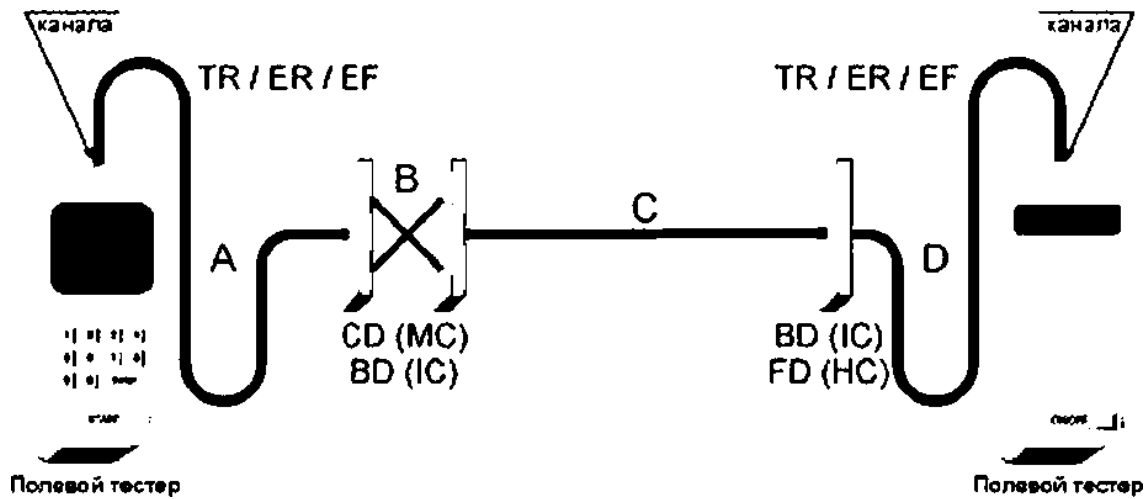 канала
канала
TR / ER / EF
TR / ER / EF
B
C
A
D
CD (MC)
BD (IC)
BD (IC)
FD (HC)
Полевой тестер
Полевой тестер